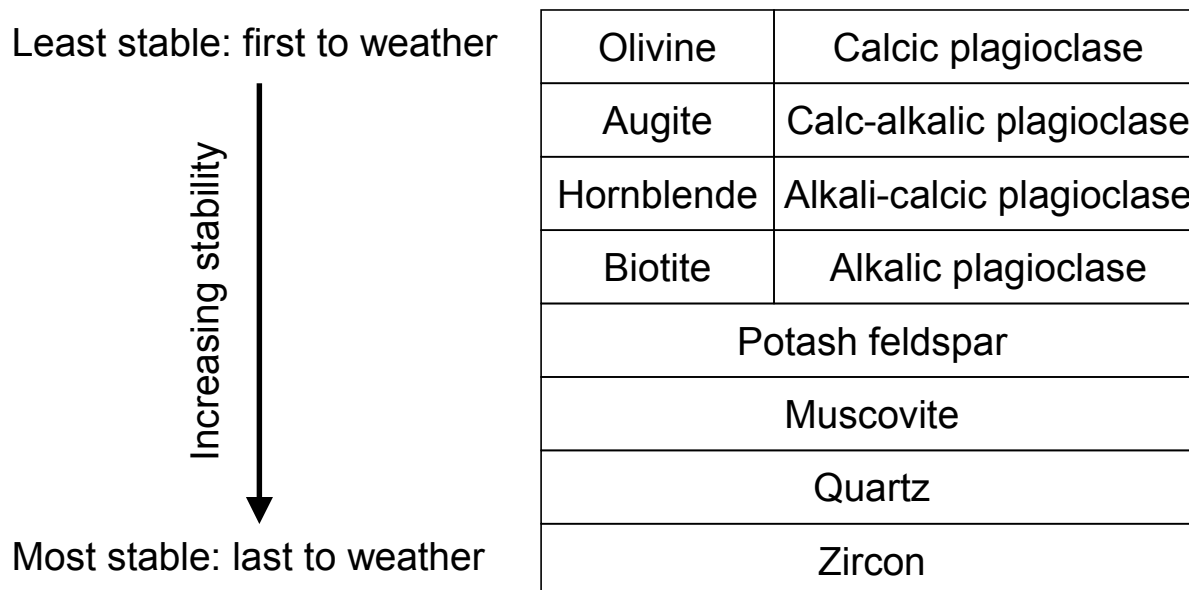 Least stable: first to weather
Increasing stability
Most stable: last to weather
Olivine Calcic plagioclase
Augite Calc-alkalic plagioclase
Hornblende Alkali-calcic plagioclase
Biotite Alkalic plagioclase
Potash feldspar
Muscovite
Quartz
Zircon